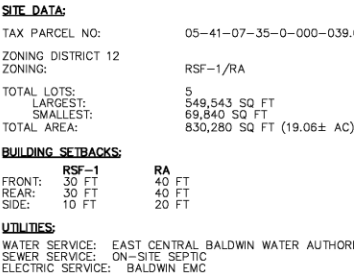 SITE DATA:
TAX PARCEL NO: 05-41-07-35-0-000-039.
ZONING DISTRICT 12
ZONING: RSF-1/RA
TOTAL LOTS: 5
LARGEST: 549,543 SQ FT
SMALLEST: 69,840 SQ FT
TOTAL AREA: 830,280 SQ FT (19.06± AC)
BUILDING SETBACKS:
RSF-1 RA
FRONT: 30 FT 40 FT
REAR: 30 FT 40 FT
SIDE: 10 FT 20 FT
UTILITIES:
WATER SERVICE: EAST CENTRAL BALDWIN WATER
SEWER SERVICE: ON-SITE SEPTIC
ELECTRIC SERVICE: BALDWIN EMC